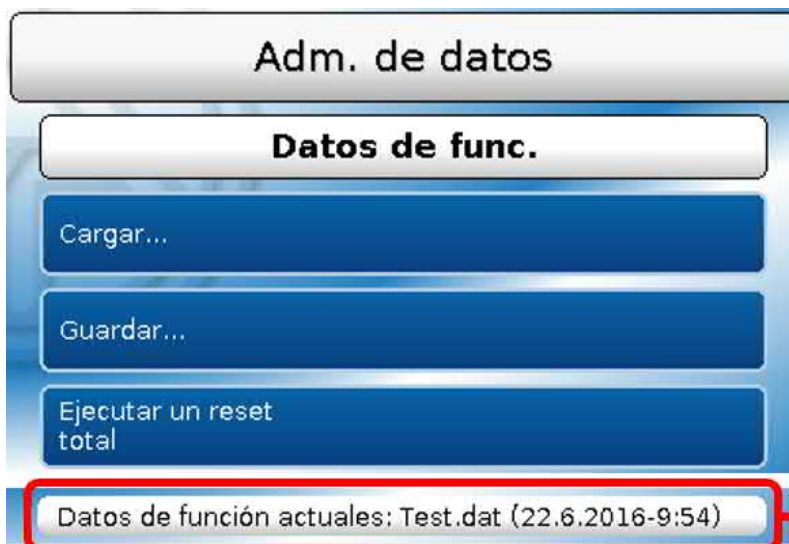 Adm. de datos
Datos de func.
Cargar...
Guardar...
Ejecutar un reset
total
Datos de función actuales: Test.dat (22.6.2016-9:54)